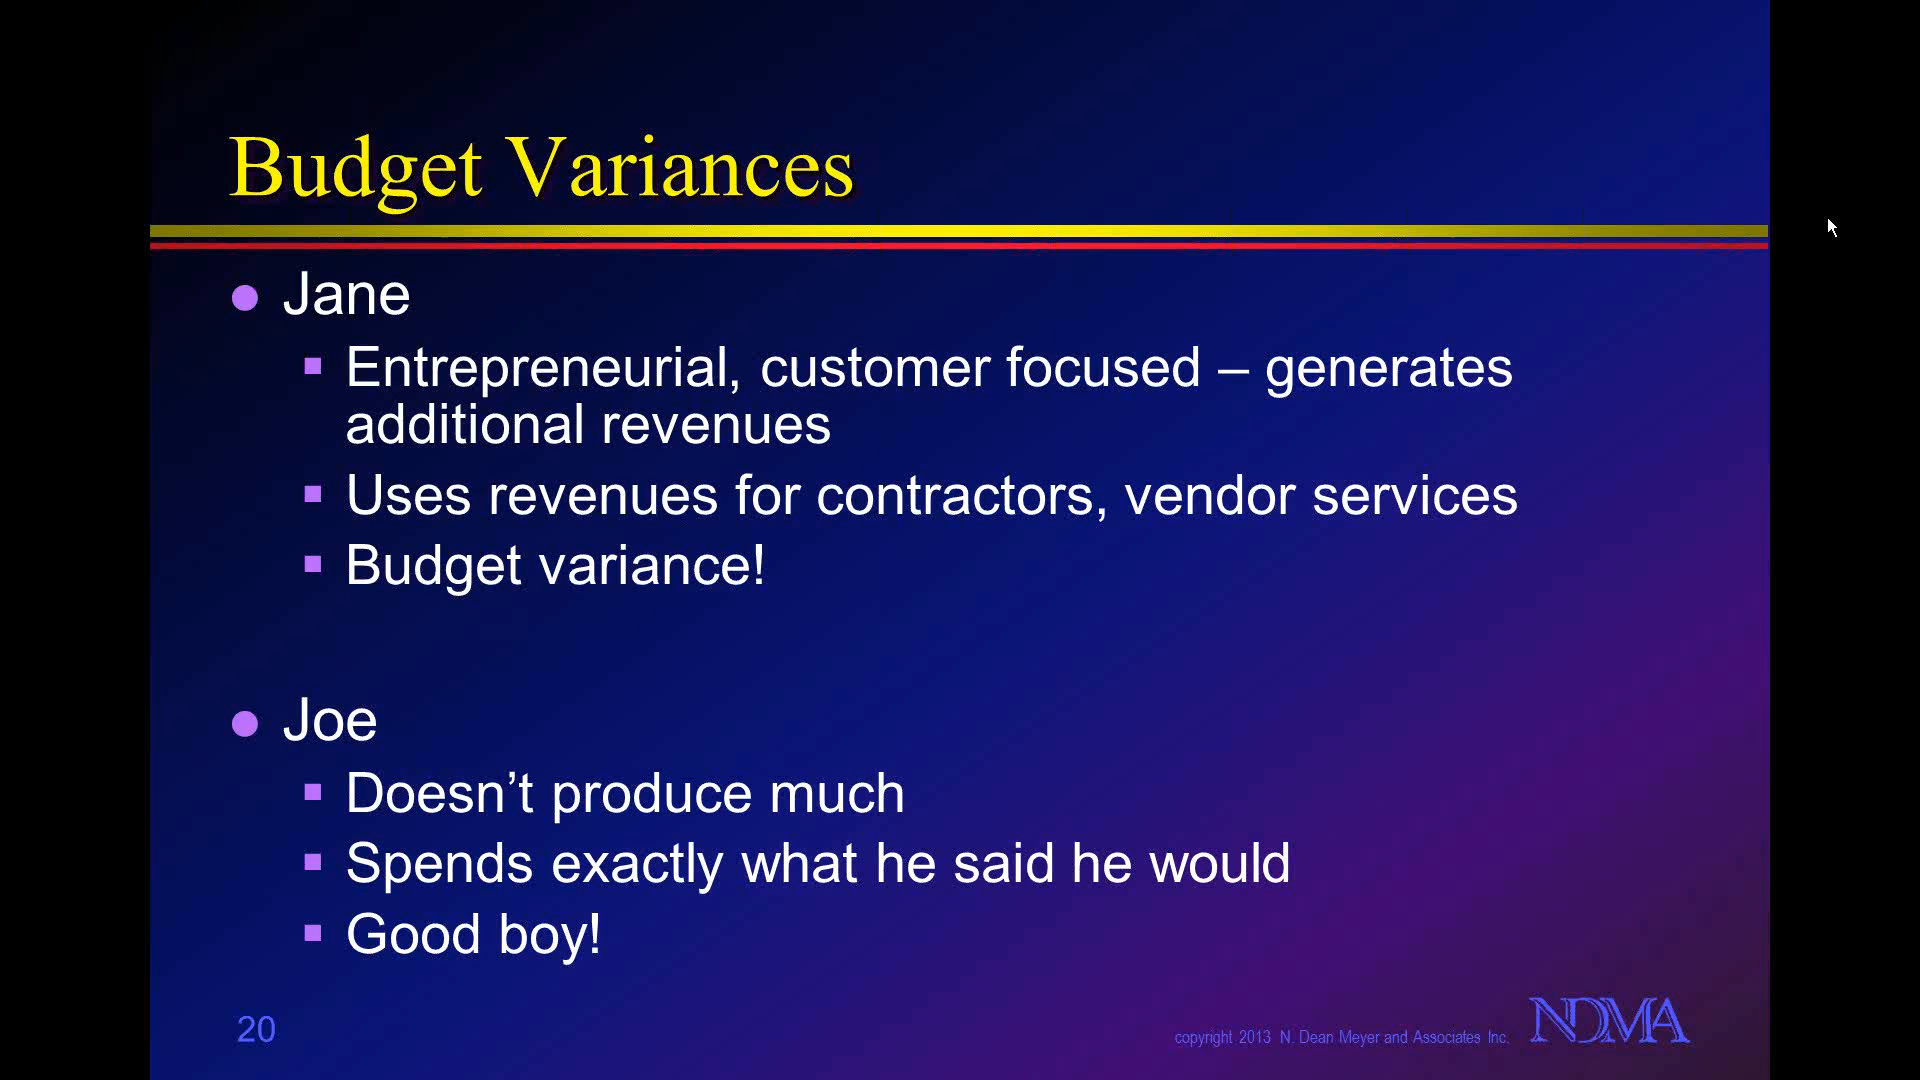 Budget Variances
Jane
Entrepreneurial, customer focused – generates
additional revenues
Uses revenues for contractors, vendor services
Budget variance!
Joe
Doesn’t produce much
Spends exactly what he said he would
Good boy!
20
copyright 2013 N. Dean Meyer and Associates Inc.
NDMA